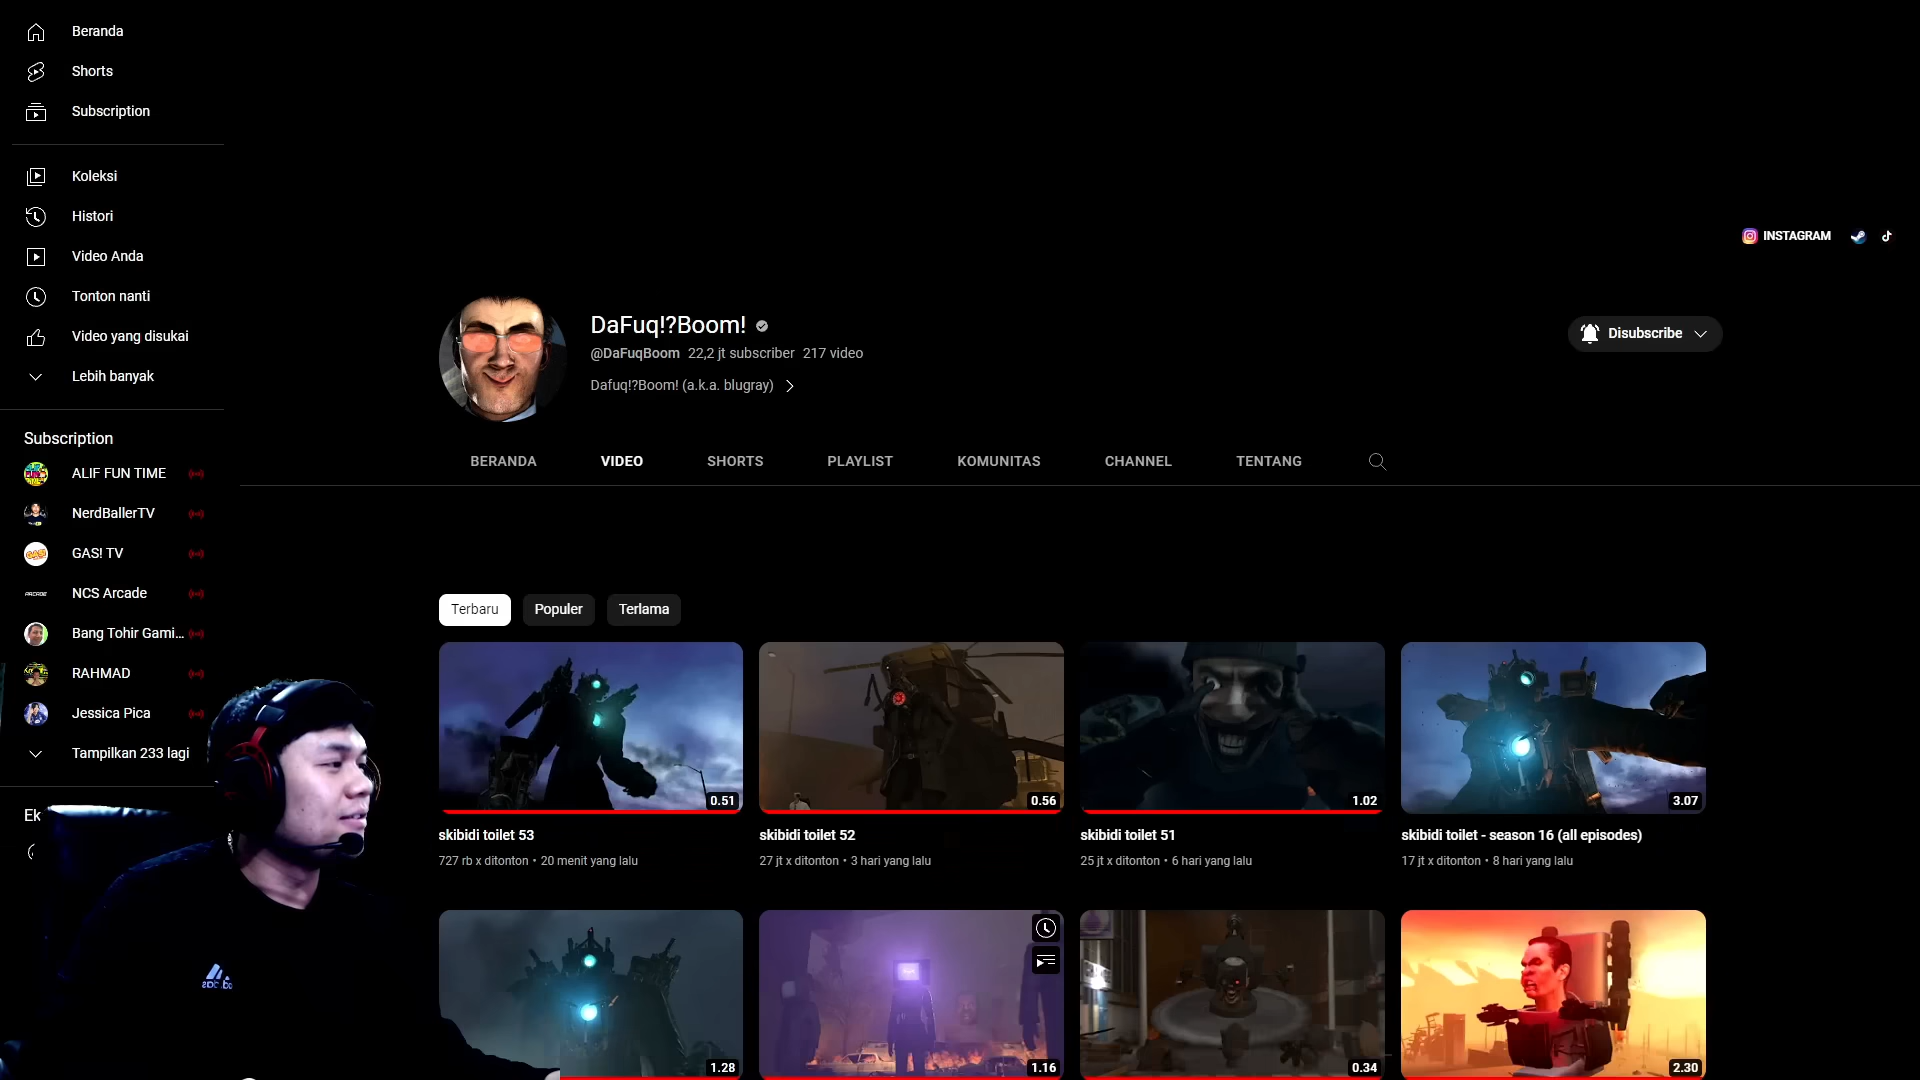 Beranda
Shorts
Subscription
Koleksi
Histori
Video Anda
Tonton nanti
Video yang disukai
Lebih banyak
Subscription
ALIF FUN TIME
NerdBallerTV
GAS! TV
NCS Arcade
Bang Tohir Gami...
RAHMAD
Jessica Pica
Tampilkan 233 lagi
Ek
INSTAGRAM
DaFuq!?Boom!
@DaFuqBoom 22,2 jt subscriber 217 video
Dafuq!?Boom! (a.k.a. blugray)
Disubscribe
BERANDA VIDEO SHORTS PLAYLIST KOMUNITAS CHANNEL TENTANG
Terbaru Populer Terlama
0.51 0.56 1.02 3.07
skibidi toilet 53
727 rb x ditonton • 20 menit yang lalu
skibidi toilet 52
27 jt x ditonton • 3 hari yang lalu
skibidi toilet 51
25 jt x ditonton • 6 hari yang lalu
skibidi toilet - season 16 (all episodes)
17 jt x ditonton • 8 hari yang lalu
1.28 1.16 0.34 2.30